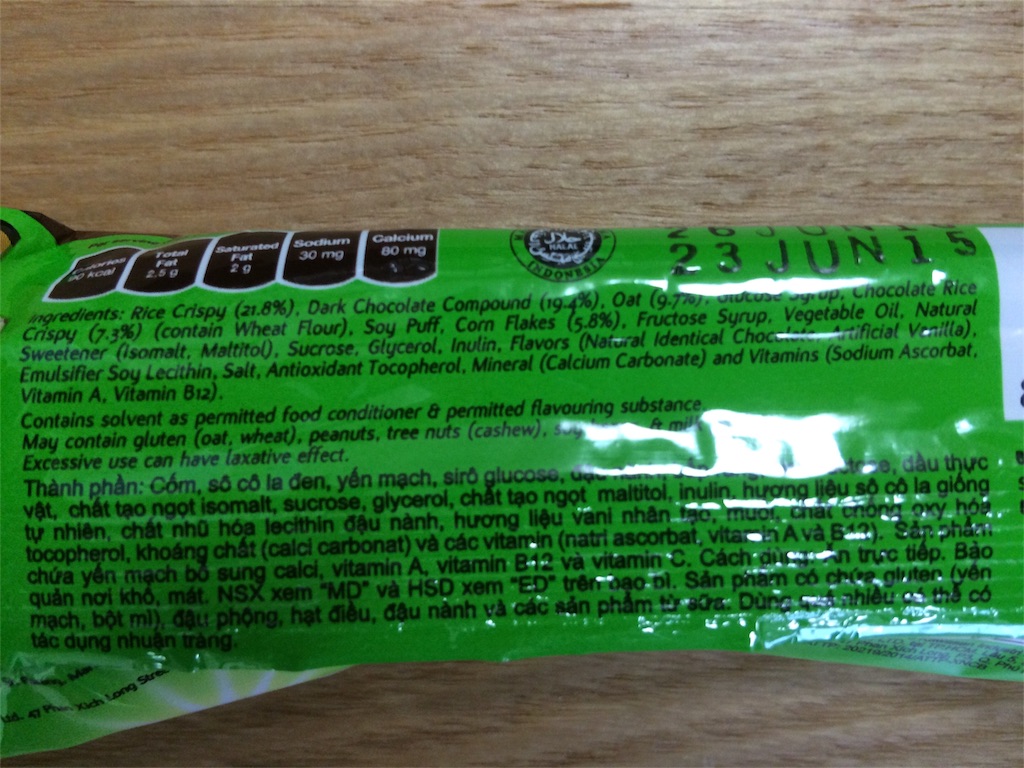 Calories
90 kcal
Total
Fat
2,5 g
Saturated
Fat
2 g
Sodium
30 mg
Calcium
80 mg
HALAL
INDONESIA
23 JUN 15
Ingredients: Rice Crispy (21.8%), Dark Chocolate Compound (19.4%), Oat (9.7%), Glucose Syrup, Chocolate Rice
Crispy (7.3%) (contain Wheat Flour), Soy Puff, Corn Flakes (5.8%), Fructose Syrup, Vegetable Oil, Natural
Sweetener (Isomalt, Maltitol), Sucrose, Glycerol, Inulin, Flavors (Natural Identical Chocolate, Artificial Vanilla),
Emulsifier Soy Lecithin, Salt, Antioxidant Tocopherol, Mineral (Calcium Carbonate) and Vitamins (Sodium Ascorbat,
Vitamin A, Vitamin B12).
Contains solvent as permitted food conditioner & permitted flavouring substance.
May contain gluten (oat, wheat), peanuts, tree nuts (cashew), soy & milk
Excessive use can have laxative effect.
Thành phần: Cốm, sô cô la đen, yến mạch, sirô glucose, dầu thực
vật, chất tạo ngọt isomalt, sucrose, glycerol, chất tạo ngọt maltitol, inulin, hương liệu sô cô la giống
tự nhiên, chất nhũ hóa lecithin đậu nành, hương liệu vani nhân tạo, muối, chất chống oxy hóa
tocopherol, khoáng chất (calci carbonat) và các vitamin (natri ascorbat, vitamin A và B12). Sản phẩm
chứa yến mạch bổ sung calci, vitamin A, vitamin B12 và vitamin C. Cách dùng: ăn trực tiếp. Bảo
quản nơi khô, mát. NSX xem "MD" và HSD xem "ED" trên bao bì. Sản phẩm có chứa gluten (yến
mạch, bột mì), đậu phộng, hạt điều, đậu nành và các sản phẩm từ sữa. Dùng quá nhiều có thể có
tác dụng nhuận tràng.
Ltd. 47 Phan Xich Long Street